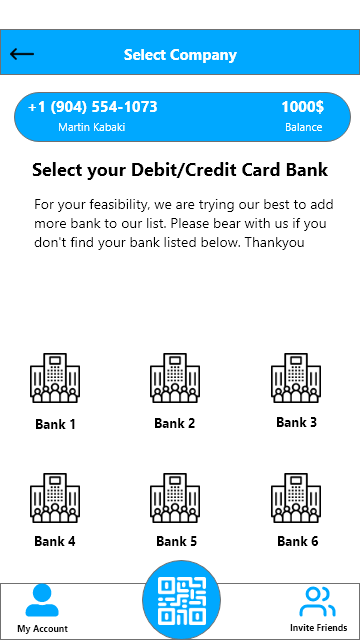 Select Company
+1 (904) 554-1073 1000$
Martin Kabaki Balance
Select your Debit/Credit Card Bank
For your feasibility, we are trying our best to add
more bank to our list. Please bear with us if you
don't find your bank listed below. Thankyou
Bank 1 Bank 2 Bank 3
Bank 4 Bank 5 Bank 6
My Account Invite Friends